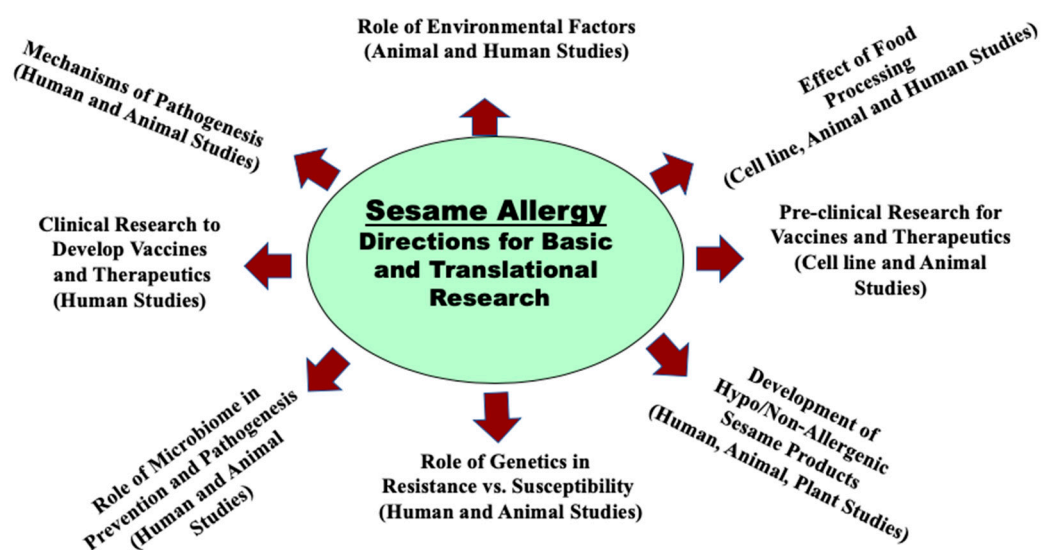 Role of Environmental Factors
(Animal and Human Studies)
Mechanisms of Pathogenesis
(Human and Animal Studies)
Effect of Food
Processing
(Cell line, Animal and Human Studies)
Sesame Allergy
Directions for Basic
and Translational
Research
Clinical Research to
Develop Vaccines
and Therapeutics
(Human Studies)
Pre-clinical Research for
Vaccines and Therapeutics
(Cell line and Animal
Studies)
Role of Microbiome in
Prevention and Pathogenesis
(Human and Animal
Studies)
Role of Genetics in
Resistance vs. Susceptibility
(Human and Animal Studies)
Development of
Hypo/Non-Allergenic
Sesame Products
(Human, Animal, Plant Studies)